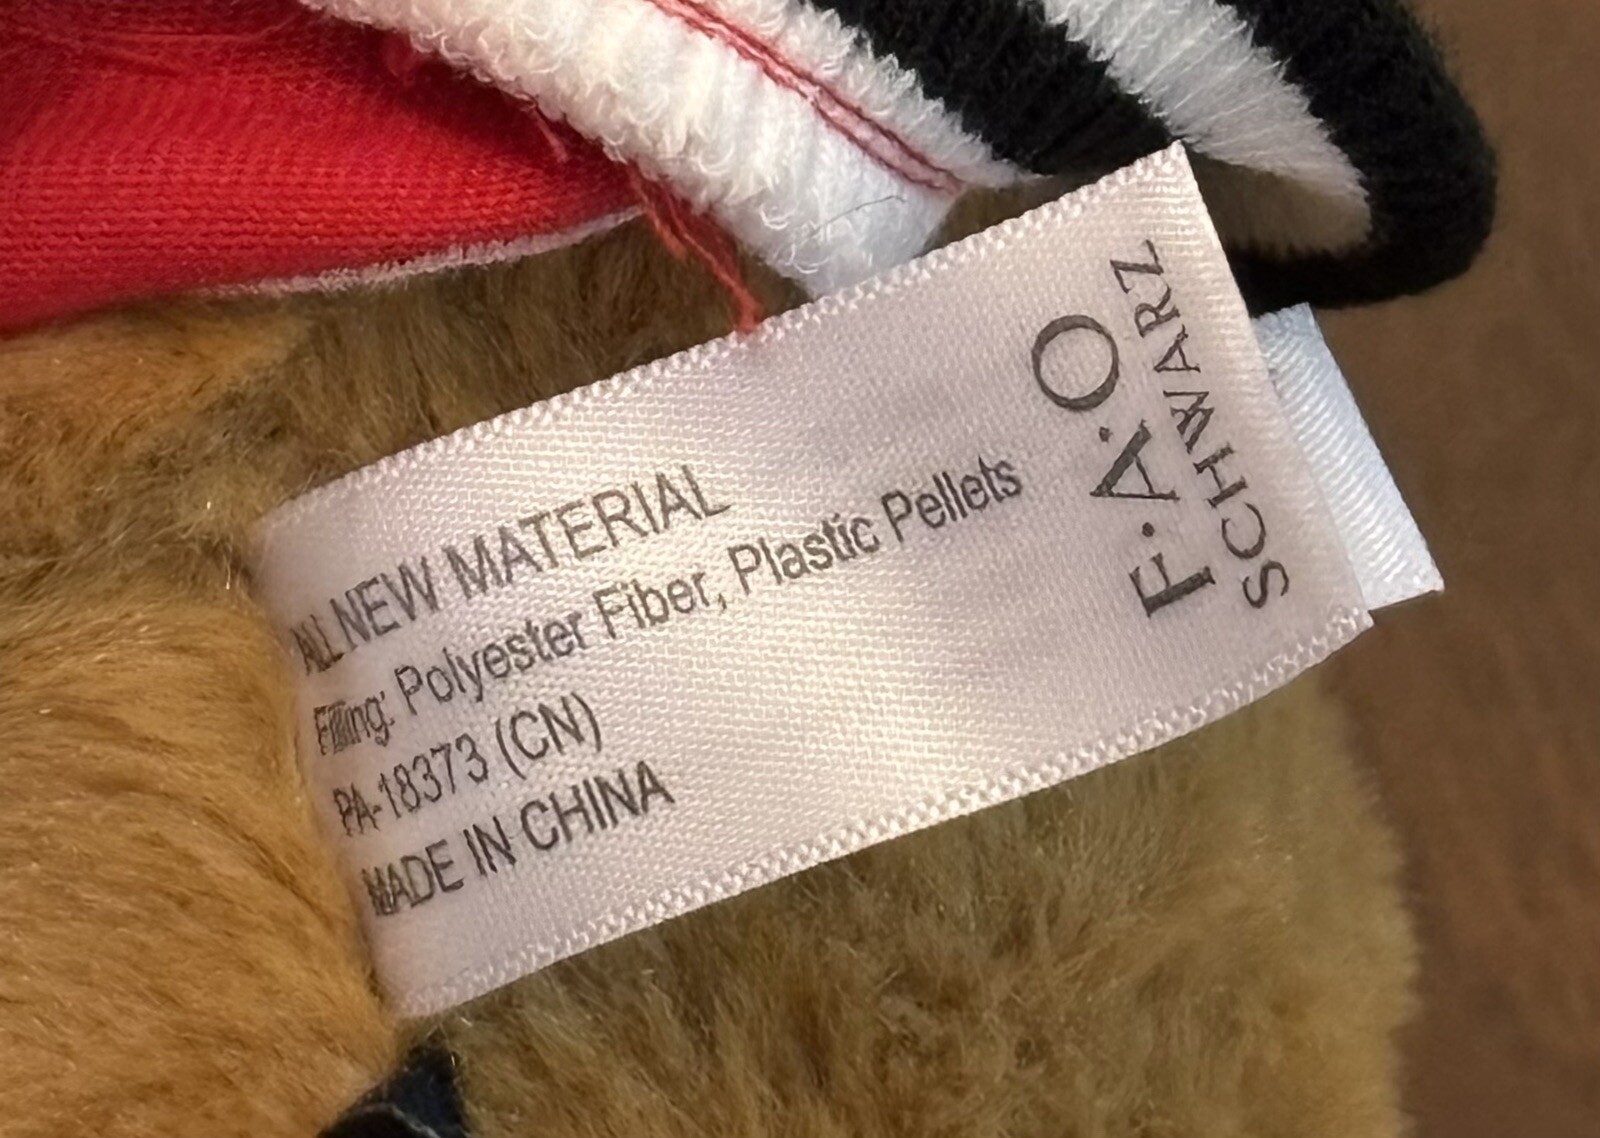 ALL NEW MATERIAL
Filling: Polyester Fiber, Plastic Pellets
PA-18373 (CN)
MADE IN CHINA
F·A·O
SCHWARZ